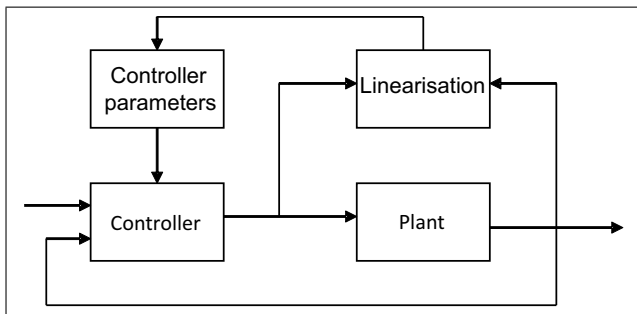 Controller
parameters
Linearisation
Controller
Plant